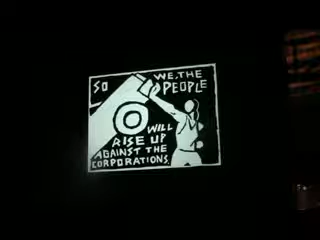 SO
WE, THE
PEOPLE
WILL
RISE UP
AGAINST THE
CORPORATIONS.